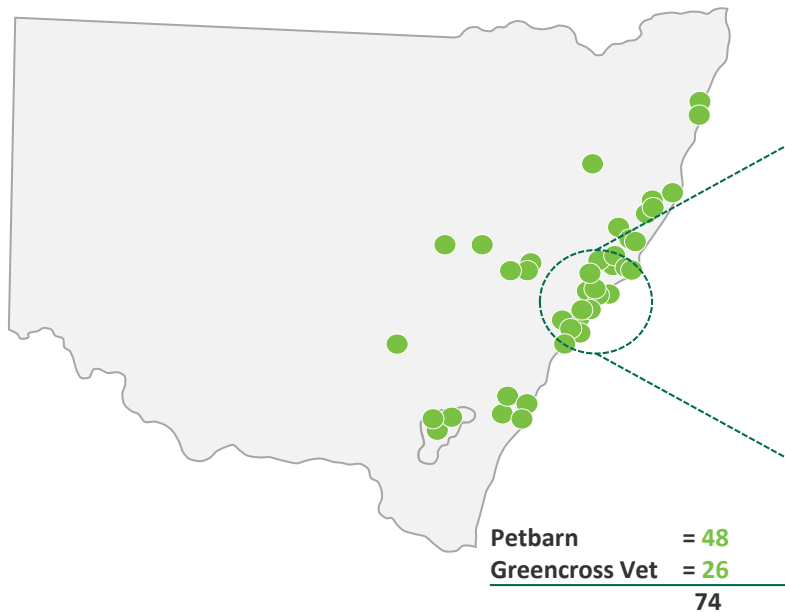 Petbarn = 48
Greencross Vet = 26
74